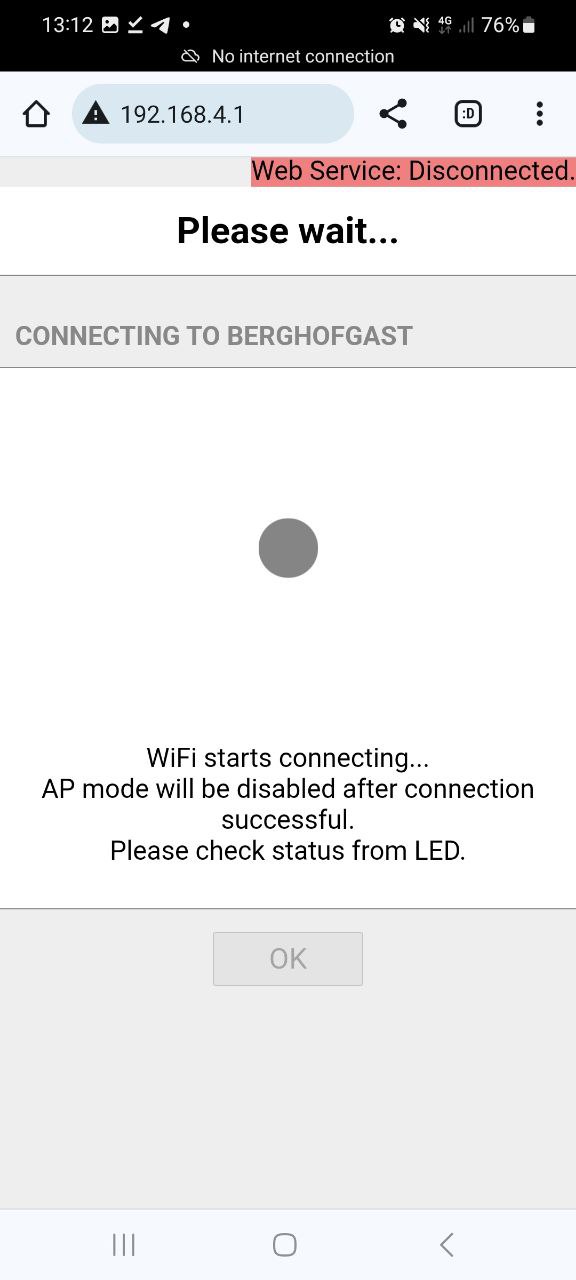 13:12
4G
76%
No internet connection
192.168.4.1
:D
Web Service: Disconnected.
Please wait...
CONNECTING TO BERGHOFGAST
WiFi starts connecting...
AP mode will be disabled after connection
successful.
Please check status from LED.
OK